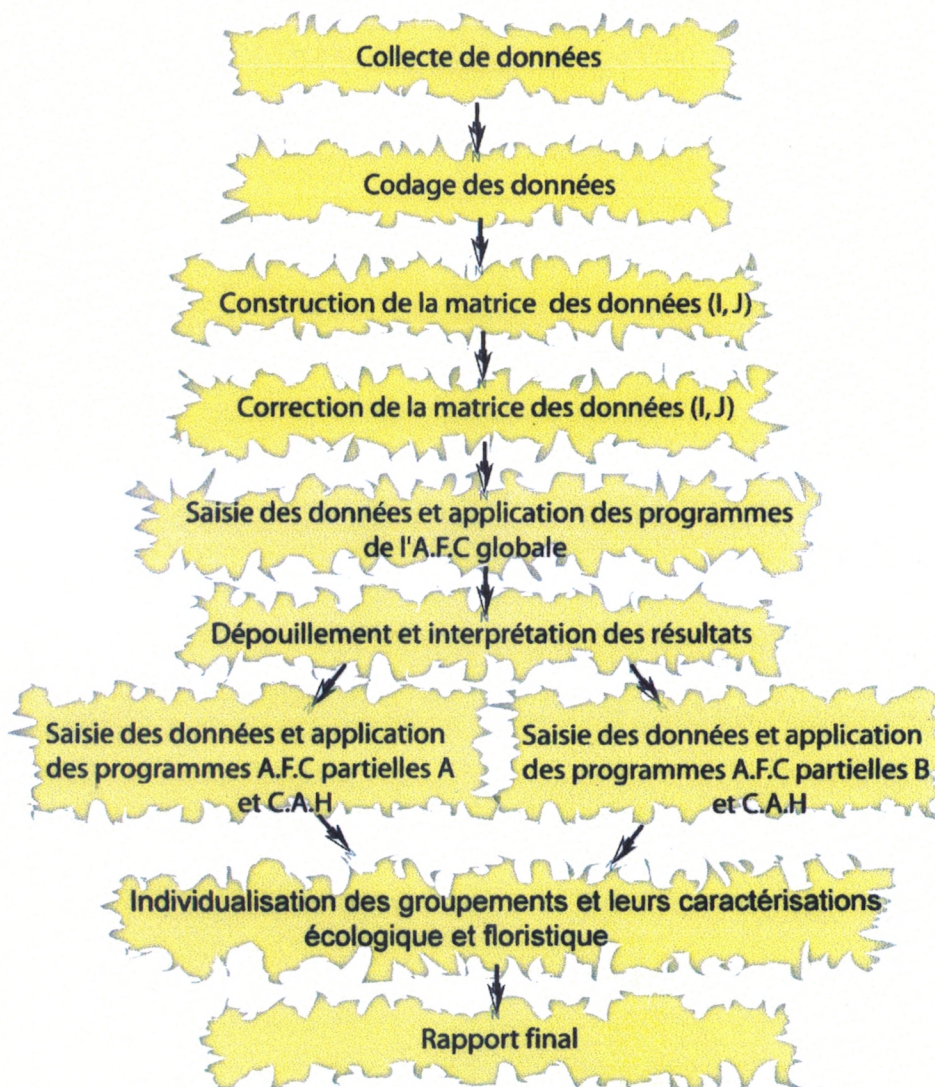 Collecte de données
Codage des données
Construction de la matrice des données (I, J)
Correction de la matrice des données (I, J)
Saisie des données et application des programmes
de l'A.F.C globale
Dépouillement et interprétation des résultats
Saisie des données et application
des programmes A.F.C partielles A
et C.A.H
Saisie des données et application
des programmes A.F.C partielles B
et C.A.H
Individualisation des groupements et leurs caractérisations
écologique et floristique
Rapport final